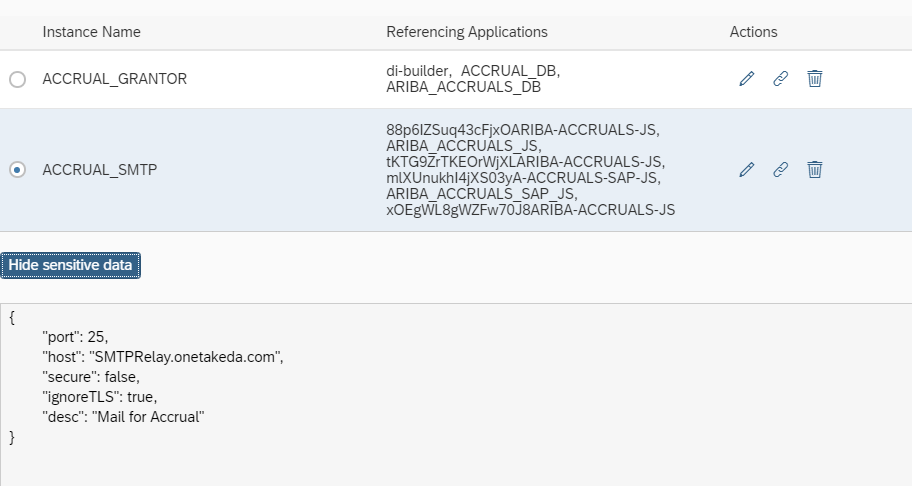 Instance Name Referencing Applications Actions
ACCRUAL_GRANTOR
di-builder, ACCRUAL_DB,
ARIBA_ACCRUALS_DB
ACCRUAL_SMTP
88p6IZSuq43cFjxOARIBA-ACCRUALS-JS,
ARIBA_ACCRUALS_JS,
tKTG9ZrTKEOrWjXLARIBA-ACCRUALS-JS,
mlXUnukhI4jXS03yA-ACCRUALS-SAP-JS,
ARIBA_ACCRUALS_SAP_JS,
xOEgWL8gWZFw70J8ARIBA-ACCRUALS-JS
Hide sensitive data
{
"port": 25,
"host": "SMTPRelay.onetakeda.com",
"secure": false,
"ignoreTLS": true,
"desc": "Mail for Accrual"
}